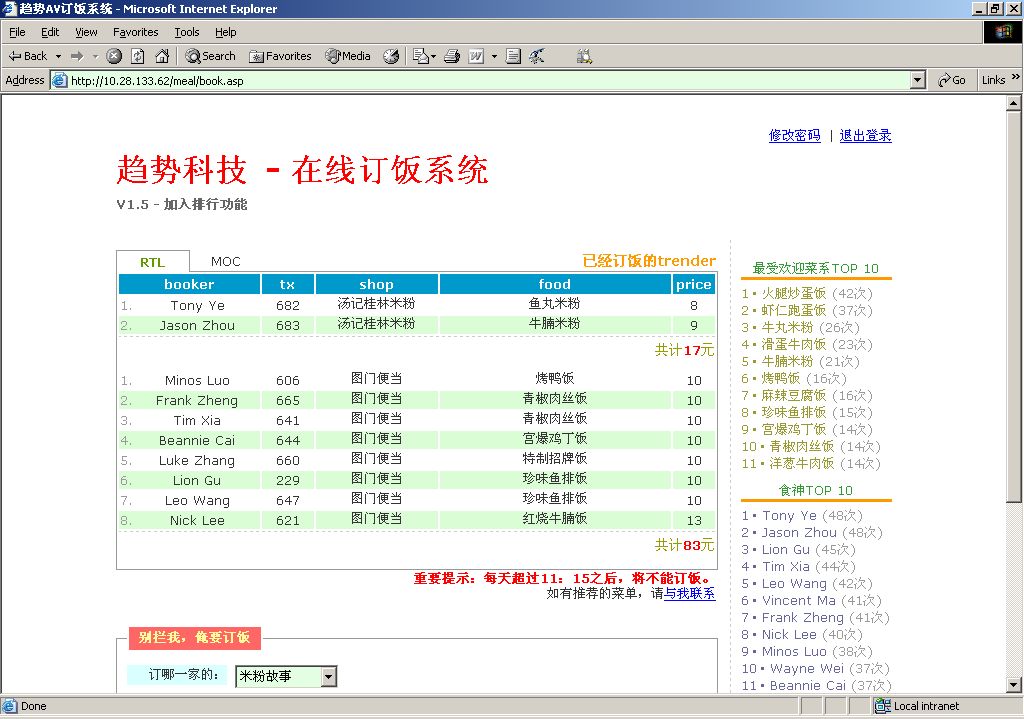 趋势AV订饭系统 - Microsoft Internet Explorer
File Edit View Favorites Tools Help
Back Search Favorites Media
Address http://10.28.133.62/meal/book.asp Go Links »
修改密码 | 退出登录
趋势科技 - 在线订饭系统
V1.5 - 加入排行功能
RTL MOC 已经订饭的trender
booker tx shop food price
1. Tony Ye 682 汤记桂林米粉 鱼丸米粉 8
2. Jason Zhou 683 汤记桂林米粉 牛腩米粉 9
共计17元
1. Minos Luo 606 图门便当 烤鸭饭 10
2. Frank Zheng 665 图门便当 青椒肉丝饭 10
3. Tim Xia 641 图门便当 青椒肉丝饭 10
4. Beannie Cai 644 图门便当 宫爆鸡丁饭 10
5. Luke Zhang 660 图门便当 特制招牌饭 10
6. Lion Gu 229 图门便当 珍味鱼排饭 10
7. Leo Wang 647 图门便当 珍味鱼排饭 10
8. Nick Lee 621 图门便当 红烧牛腩饭 13
共计83元
重要提示：每天超过11：15之后，将不能订饭。
如有推荐的菜单，请与我联系
别拦我，俺要订饭
订哪一家的： 米粉故事
最受欢迎菜系TOP 10
1• 火腿炒蛋饭 (42次)
2• 虾仁跑蛋饭 (37次)
3• 牛丸米粉 (26次)
4• 滑蛋牛肉饭 (23次)
5• 牛腩米粉 (21次)
6• 烤鸭饭 (16次)
7• 麻辣豆腐饭 (16次)
8• 珍味鱼排饭 (15次)
9• 宫爆鸡丁饭 (14次)
10• 青椒肉丝饭 (14次)
11• 洋葱牛肉饭 (14次)
食神TOP 10
1• Tony Ye (48次)
2• Jason Zhou (48次)
3• Lion Gu (45次)
4• Tim Xia (44次)
5• Leo Wang (42次)
6• Vincent Ma (41次)
7• Frank Zheng (41次)
8• Nick Lee (40次)
9• Minos Luo (38次)
10• Wayne Wei (37次)
11• Beannie Cai (37次)
Done Local intranet